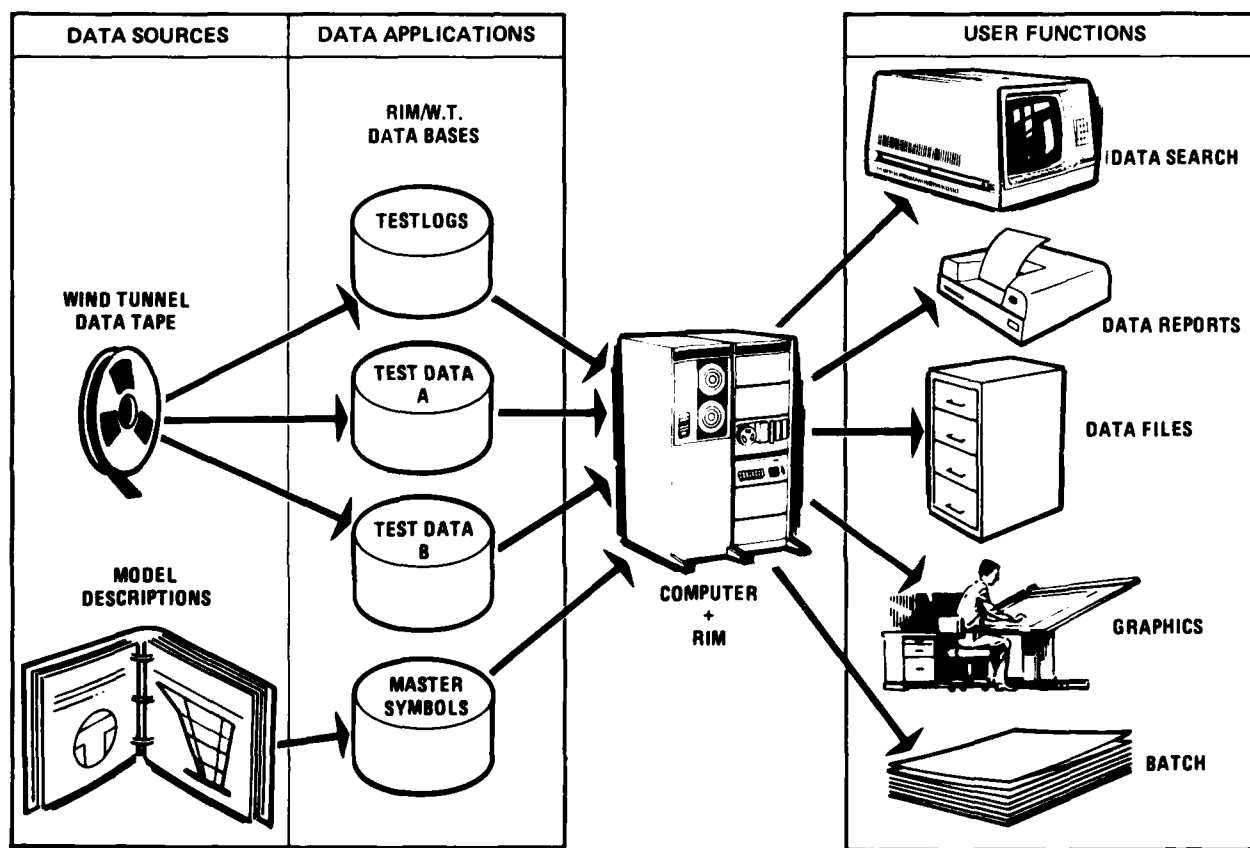 DATA SOURCES
DATA APPLICATIONS
USER FUNCTIONS
RIM/W.T.
DATA BASES
TESTLOGS
WIND TUNNEL
DATA TAPE
TEST DATA
A
TEST DATA
B
MODEL
DESCRIPTIONS
MASTER
SYMBOLS
COMPUTER
+
RIM
DATA SEARCH
DATA REPORTS
DATA FILES
GRAPHICS
BATCH